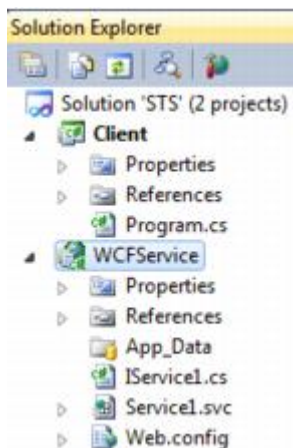 Solution Explorer
Solution 'STS' (2 projects)
Client
Properties
References
Program.cs
WCFService
Properties
References
App_Data
IService1.cs
Service1.svc
Web.config